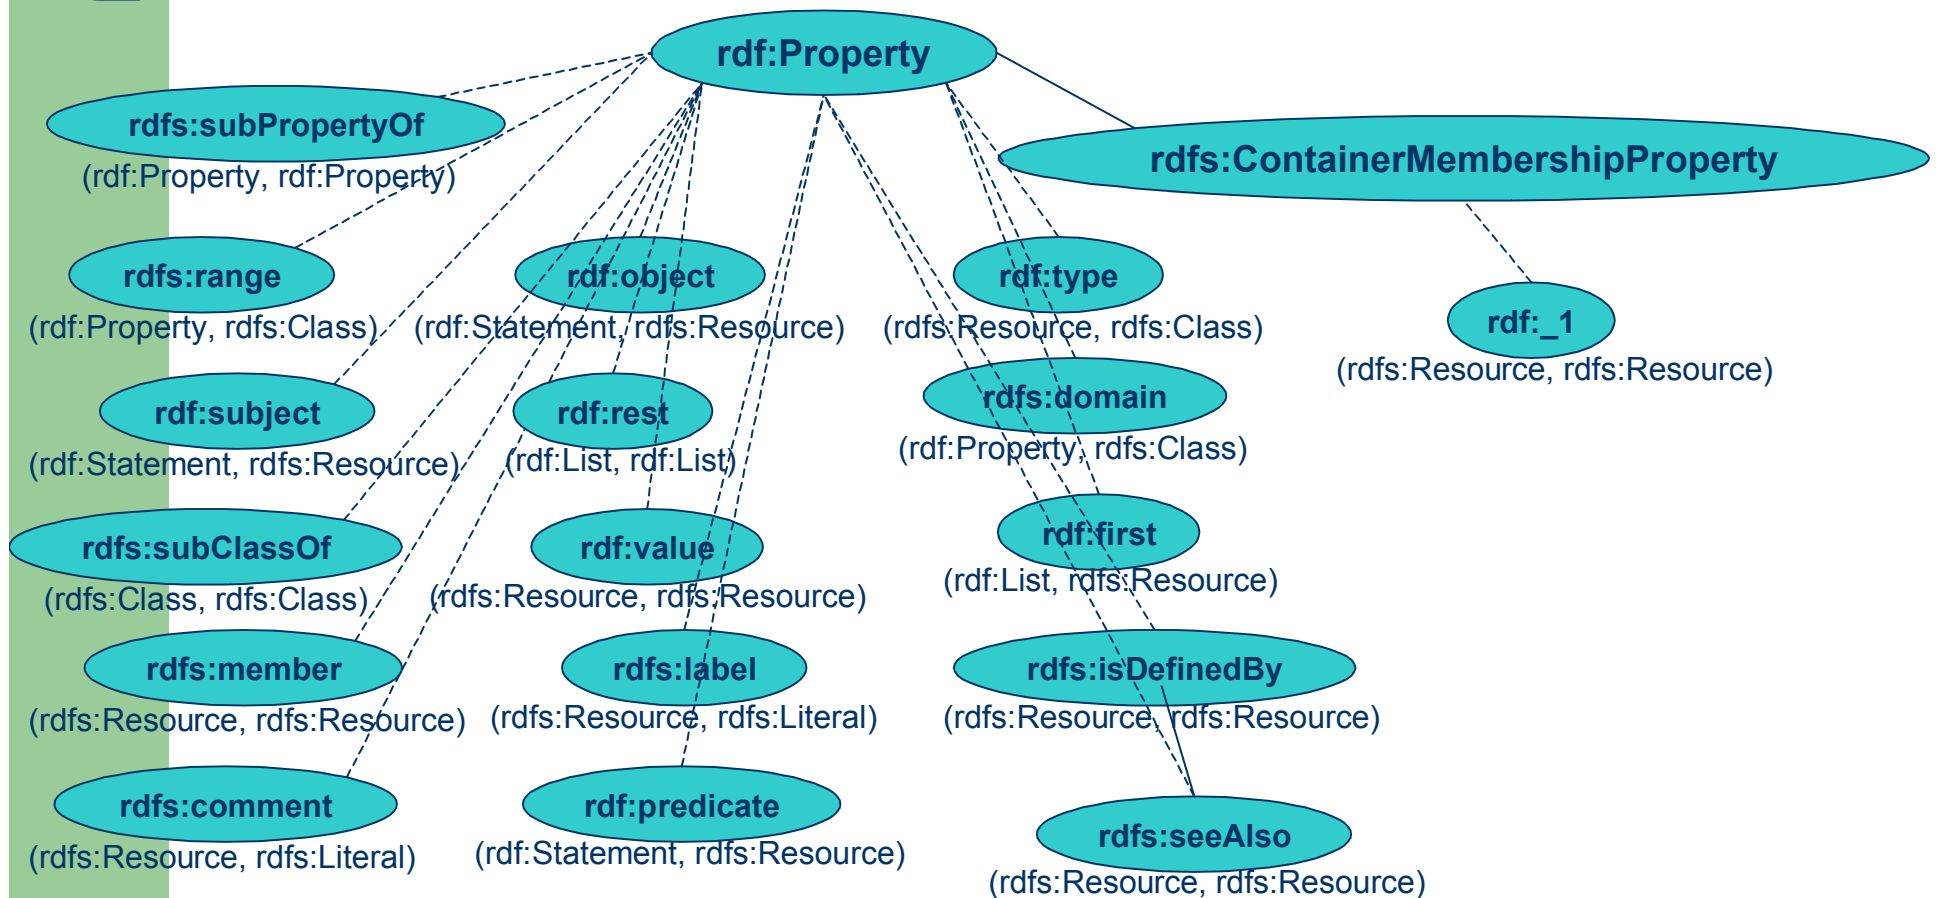 rdf:Property
rdfs:subPropertyOf
(rdf:Property, rdf:Property)
rdfs:ContainerMembershipProperty
rdfs:range
(rdf:Property, rdfs:Class)
rdf:object
(rdf:Statement, rdfs:Resource)
rdf:type
(rdfs:Resource, rdfs:Class)
rdf:_1
(rdfs:Resource, rdfs:Resource)
rdf:subject
(rdf:Statement, rdfs:Resource)
rdf:rest
(rdf:List, rdf:List)
rdfs:domain
(rdf:Property, rdfs:Class)
rdfs:subClassOf
(rdfs:Class, rdfs:Class)
rdf:value
(rdfs:Resource, rdfs:Resource)
rdf:first
(rdf:List, rdfs:Resource)
rdfs:member
(rdfs:Resource, rdfs:Resource)
rdfs:label
(rdfs:Resource, rdfs:Literal)
rdfs:isDefinedBy
(rdfs:Resource, rdfs:Resource)
rdfs:comment
(rdfs:Resource, rdfs:Literal)
rdf:predicate
(rdf:Statement, rdfs:Resource)
rdfs:seeAlso
(rdfs:Resource, rdfs:Resource)